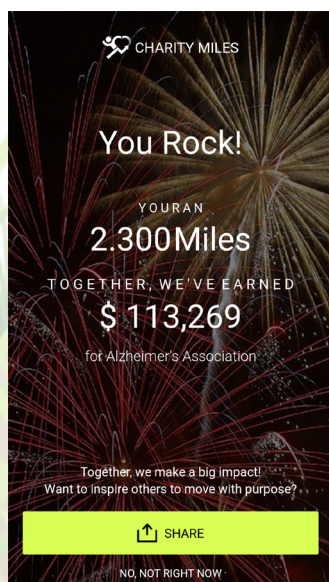 CHARITY MILES
You Rock!
YOURAN
2.300Miles
TOGETHER, WE'VE EARNED
$ 113,269
for Alzheimer's Association
Together, we make a big impact!
Want to inspire others to move with purpose?
SHARE
NO, NOT RIGHT NOW